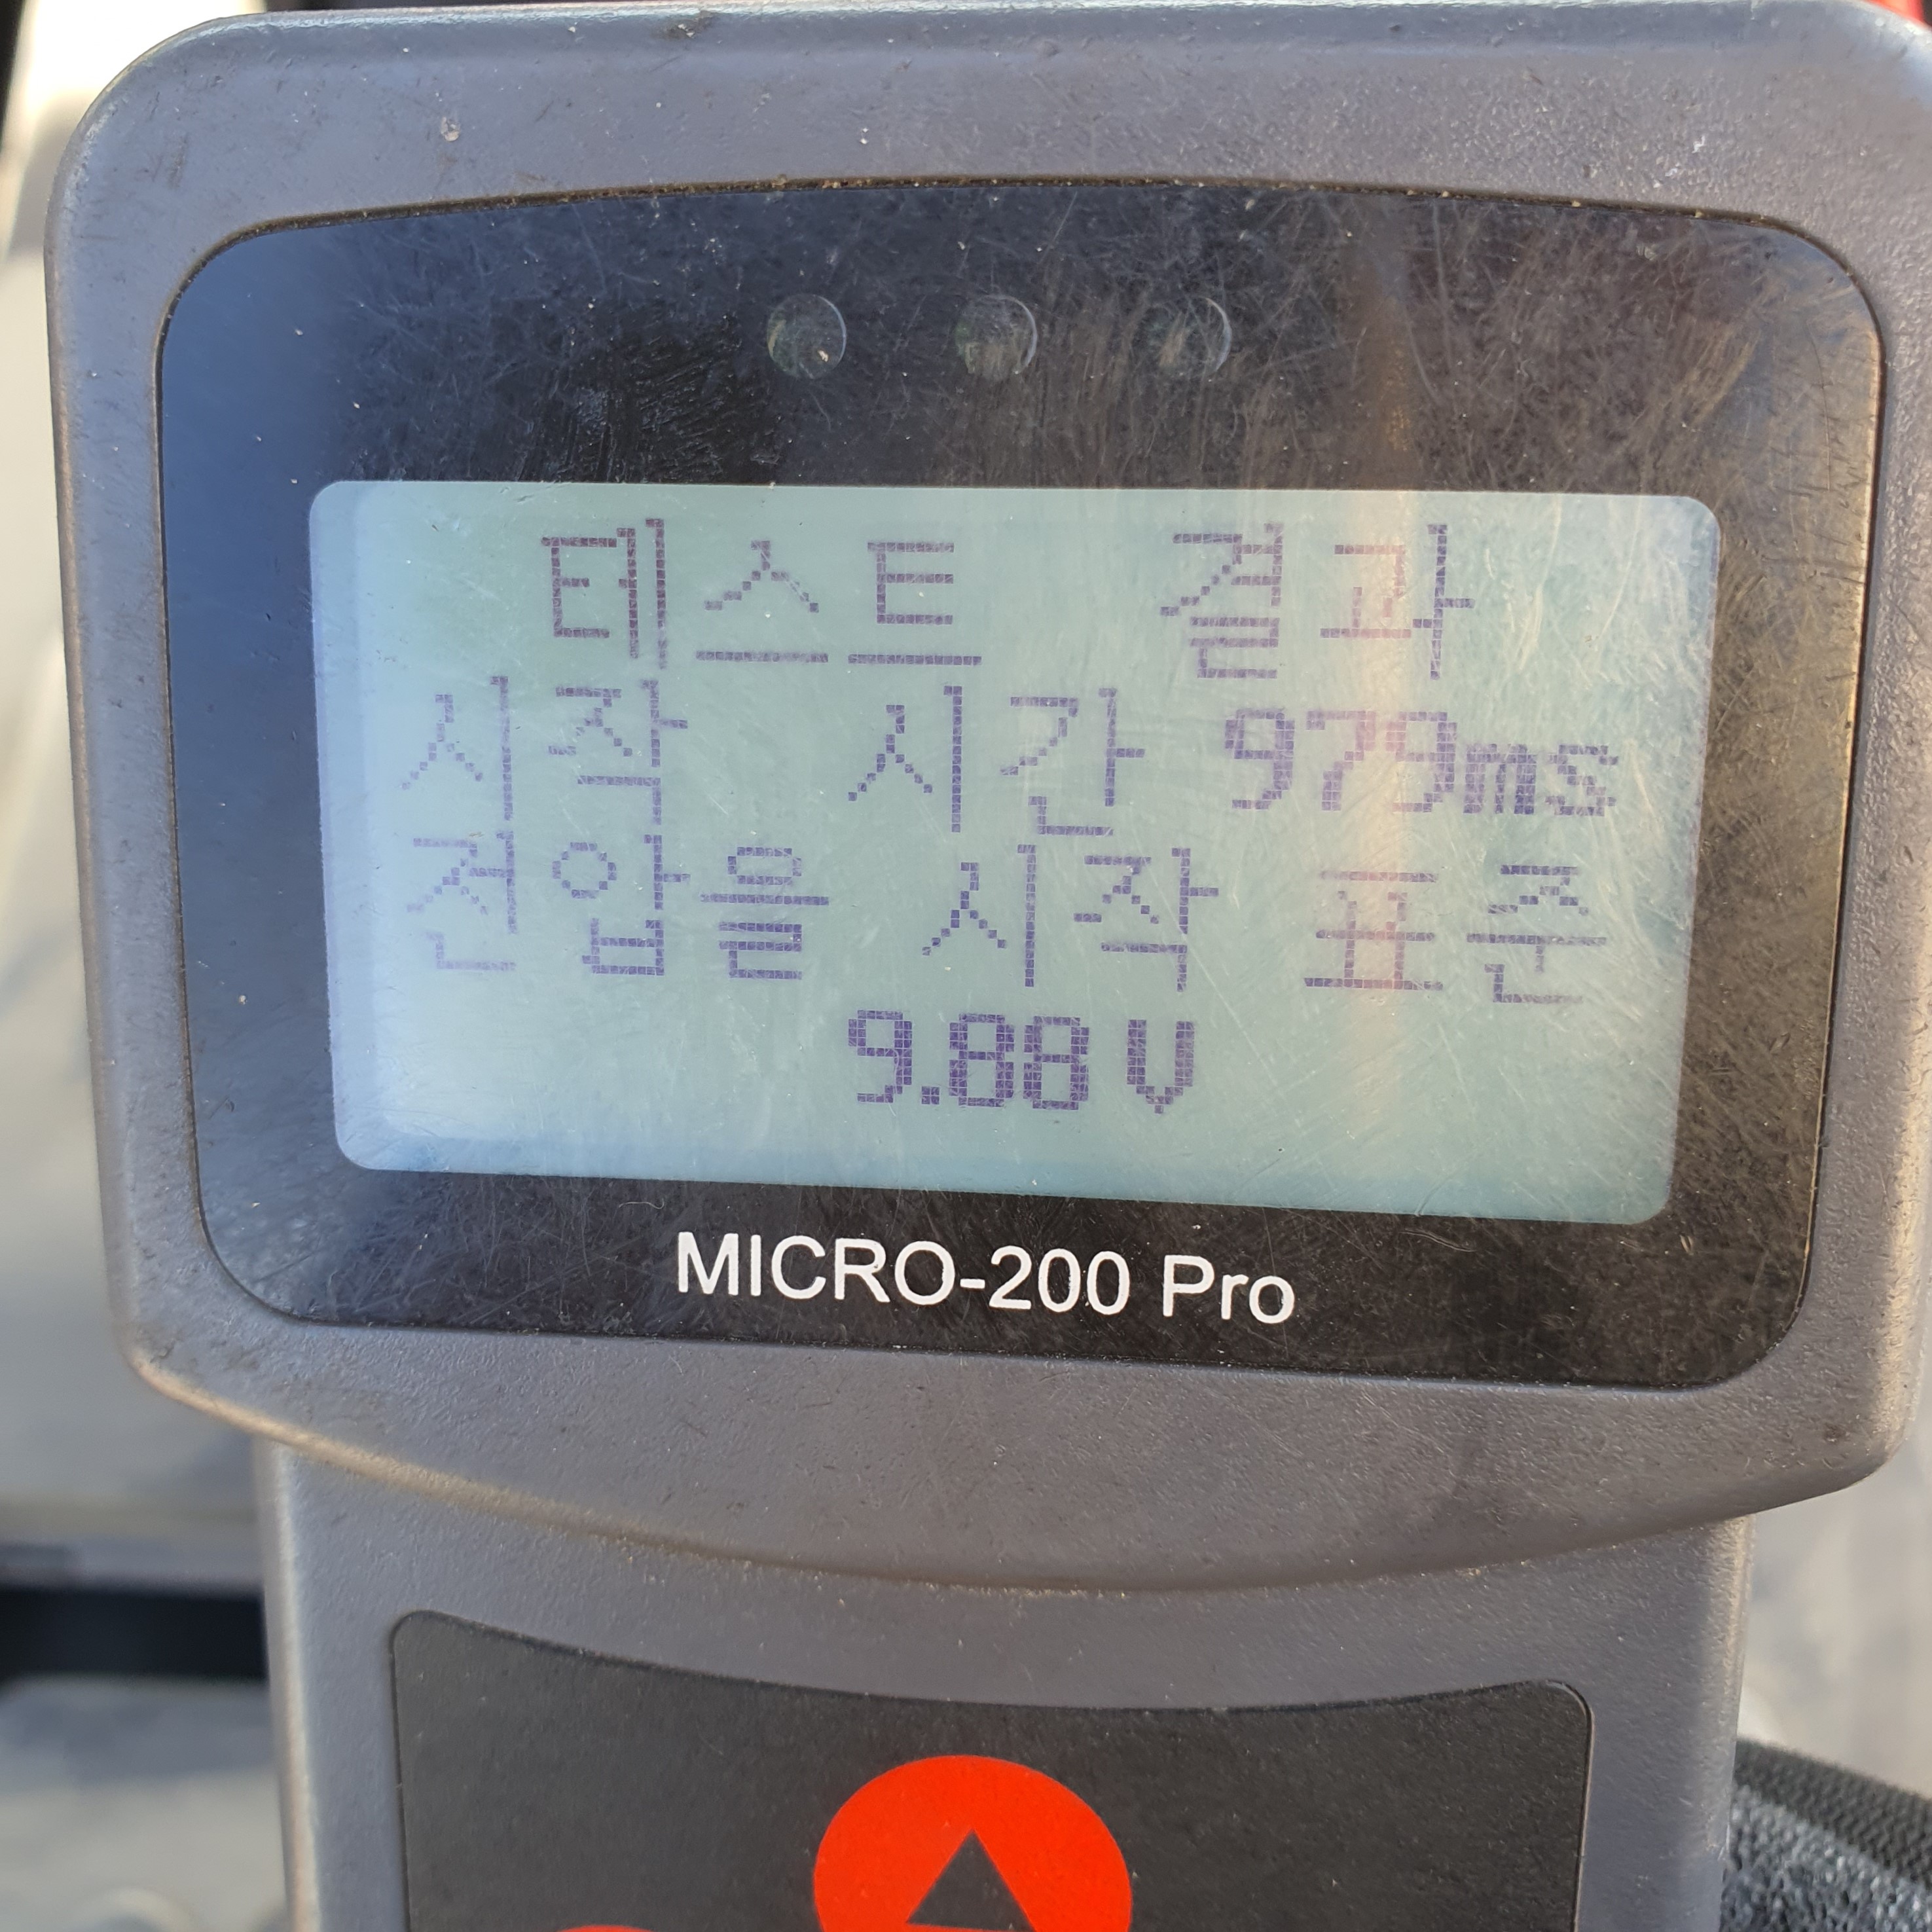 테스트 결과
시작 시간 979ms
전압을 시작 표준
9.88 V
MICRO-200 Pro